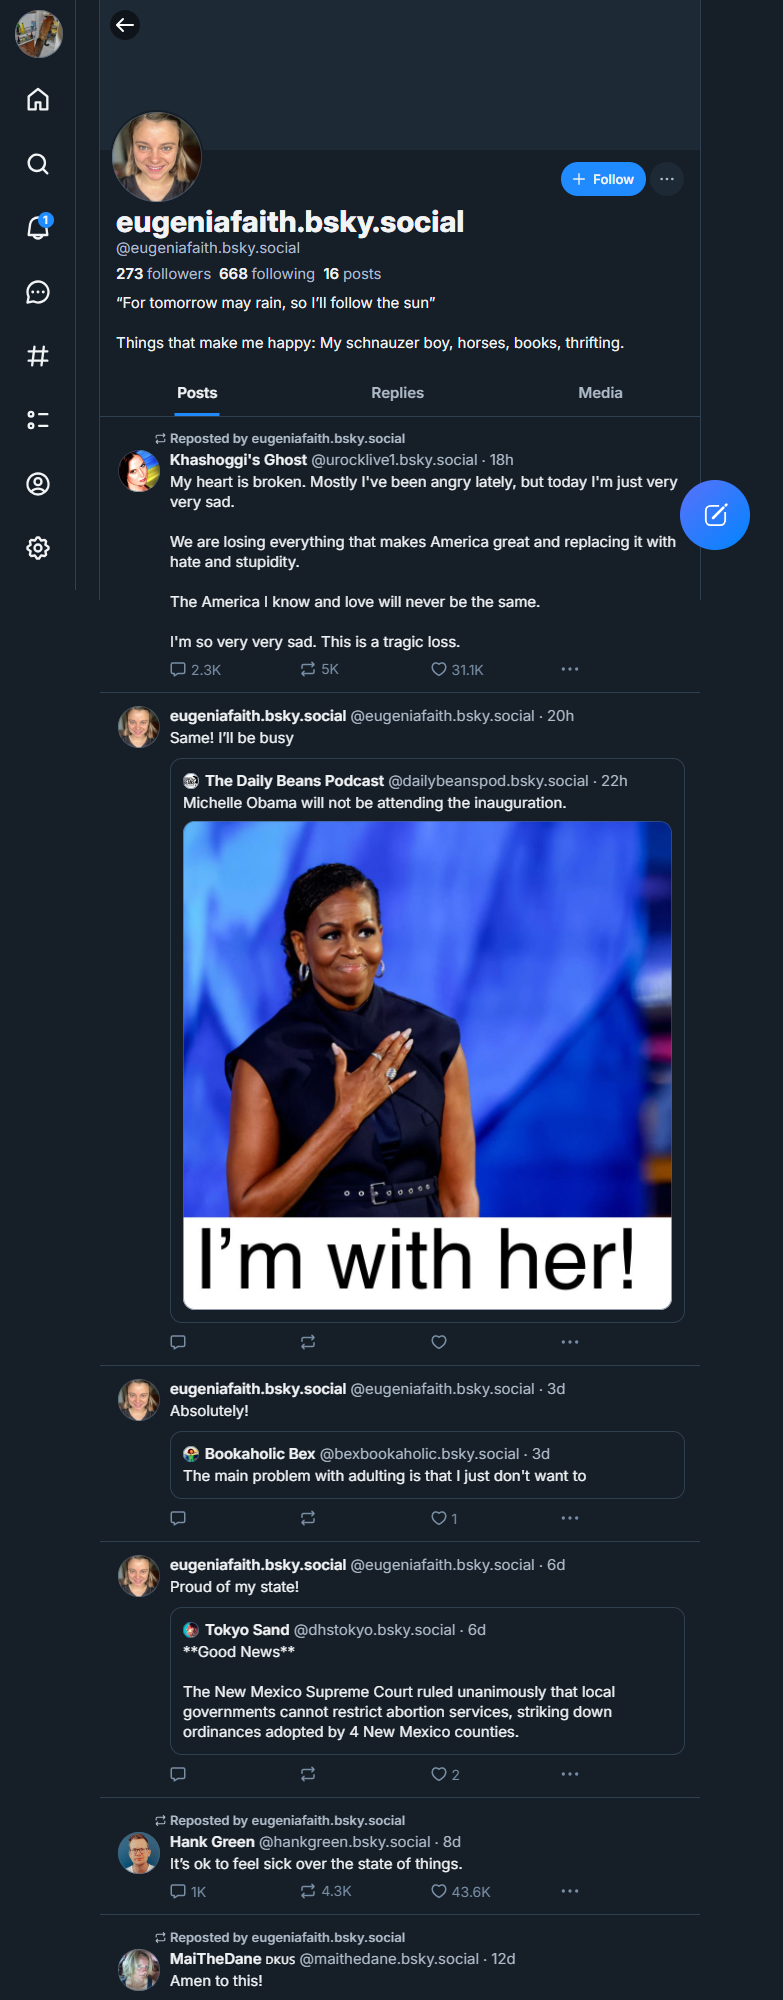 1
+ Follow
eugeniafaith.bsky.social
@eugeniafaith.bsky.social
273 followers 668 following 16 posts
“For tomorrow may rain, so I’ll follow the sun”
Things that make me happy: My schnauzer boy, horses, books, thrifting.
Posts Replies Media
Reposted by eugeniafaith.bsky.social
Khashoggi's Ghost @urocklive1.bsky.social · 18h
My heart is broken. Mostly I've been angry lately, but today I'm just very
very sad.
We are losing everything that makes America great and replacing it with
hate and stupidity.
The America I know and love will never be the same.
I'm so very very sad. This is a tragic loss.
2.3K 5K 31.1K
eugeniafaith.bsky.social @eugeniafaith.bsky.social · 20h
Same! I’ll be busy
The Daily Beans Podcast @dailybeanspod.bsky.social · 22h
Michelle Obama will not be attending the inauguration.
I’m with her!
eugeniafaith.bsky.social @eugeniafaith.bsky.social · 3d
Absolutely!
Bookaholic Bex @bexbookaholic.bsky.social · 3d
The main problem with adulting is that I just don't want to
1
eugeniafaith.bsky.social @eugeniafaith.bsky.social · 6d
Proud of my state!
Tokyo Sand @dhstokyo.bsky.social · 6d
**Good News**
The New Mexico Supreme Court ruled unanimously that local
governments cannot restrict abortion services, striking down
ordinances adopted by 4 New Mexico counties.
2
Reposted by eugeniafaith.bsky.social
Hank Green @hankgreen.bsky.social · 8d
It’s ok to feel sick over the state of things.
1K 4.3K 43.6K
Reposted by eugeniafaith.bsky.social
MaiTheDane ᴅᴋᴜs @maithedane.bsky.social · 12d
Amen to this!